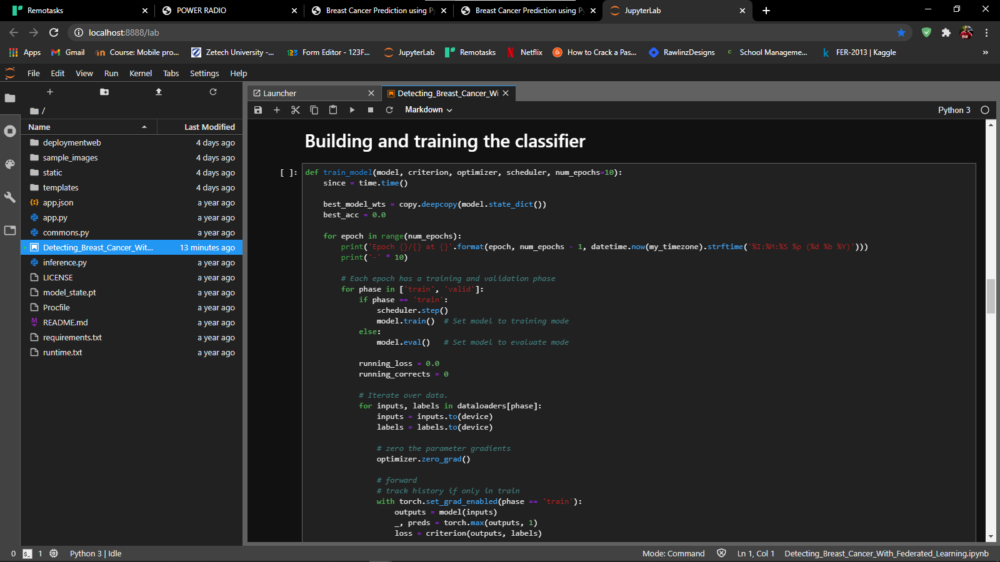 Remotasks
POWER RADIO
Breast Cancer Prediction using P
Breast Cancer Prediction using P
JupyterLab
localhost:8888/lab
Apps
Gmail
Course: Mobile pro...
Zetech University -...
Form Editor - 123F...
JupyterLab
Remotasks
Netflix
How to Crack a Pas...
RawlinzDesigns
School Manageme...
FER-2013 | Kaggle
File Edit View Run Kernel Tabs Settings Help
/
Name Last Modified
deploymentweb 4 days ago
sample_images 4 days ago
static 4 days ago
templates 4 days ago
app.json a year ago
app.py a year ago
commons.py a year ago
Detecting_Breast_Cancer_Wit... 13 minutes ago
inference.py a year ago
LICENSE a year ago
model_state.pt a year ago
Procfile a year ago
README.md a year ago
requirements.txt a year ago
runtime.txt a year ago
Launcher
Detecting_Breast_Cancer_Wi
Markdown
Python 3
Building and training the classifier
[ ]:
def train_model(model, criterion, optimizer, scheduler, num_epochs=10):
since = time.time()
best_model_wts = copy.deepcopy(model.state_dict())
best_acc = 0.0
for epoch in range(num_epochs):
print('Epoch {}/{} at {}'.format(epoch, num_epochs - 1, datetime.now(my_timezone).strftime('%I:%M:%S %p (%d %b %Y)')))
print('-' * 10)
# Each epoch has a training and validation phase
for phase in ['train', 'valid']:
if phase == 'train':
scheduler.step()
model.train()  # Set model to training mode
else:
model.eval()   # Set model to evaluate mode
running_loss = 0.0
running_corrects = 0
# Iterate over data.
for inputs, labels in dataloaders[phase]:
inputs = inputs.to(device)
labels = labels.to(device)
# zero the parameter gradients
optimizer.zero_grad()
# forward
# track history if only in train
with torch.set_grad_enabled(phase == 'train'):
outputs = model(inputs)
_, preds = torch.max(outputs, 1)
loss = criterion(outputs, labels)
0 1 Python 3 | Idle
Mode: Command Ln 1, Col 1 Detecting_Breast_Cancer_With_Federated_Learning.ipynb